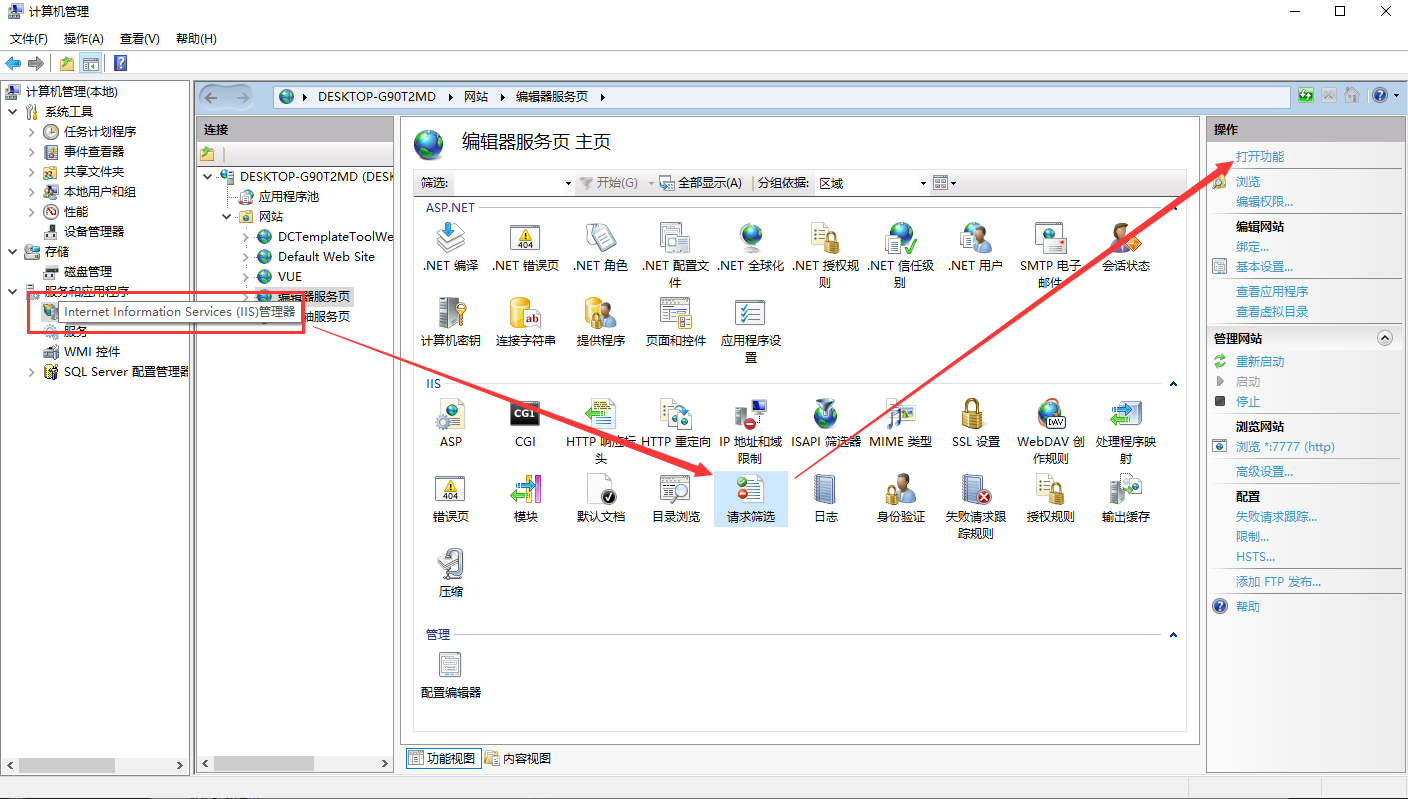 计算机管理
文件(F) 操作(A) 查看(V) 帮助(H)
计算机管理(本地)
系统工具
任务计划程序
事件查看器
共享文件夹
本地用户和组
性能
设备管理器
存储
磁盘管理
服务和应用程序
Internet Information Services (IIS)管理器
服务
WMI 控件
SQL Server 配置管理器
DESKTOP-G90T2MD 网站 编辑器服务页
连接
DESKTOP-G90T2MD (DESK
应用程序池
网站
DCTemplateToolWe
Default Web Site
VUE
编辑器服务页
服务页
编辑器服务页 主页
筛选: 开始(G) 全部显示(A) 分组依据: 区域
ASP.NET
.NET 编译
.NET 错误页
.NET 角色
.NET 配置文件
.NET 全球化
.NET 授权规则
.NET 信任级别
.NET 用户
SMTP 电子邮件
会话状态
计算机密钥
连接字符串
提供程序
页面和控件
应用程序设置
IIS
ASP
CGI
HTTP 响应标头
HTTP 重定向
IP 地址和域限制
ISAPI 筛选器
MIME 类型
SSL 设置
WebDAV 创作规则
处理程序映射
错误页
模块
默认文档
目录浏览
请求筛选
日志
身份验证
失败请求跟踪规则
授权规则
输出缓存
压缩
管理
配置编辑器
功能视图 内容视图
操作
打开功能
浏览
编辑权限...
编辑网站
绑定...
基本设置...
查看应用程序
查看虚拟目录
管理网站
重新启动
启动
停止
浏览网站
浏览 *:7777 (http)
高级设置...
配置
失败请求跟踪...
限制...
HSTS...
添加 FTP 发布...
帮助
CGI
404
404
ab
DAV